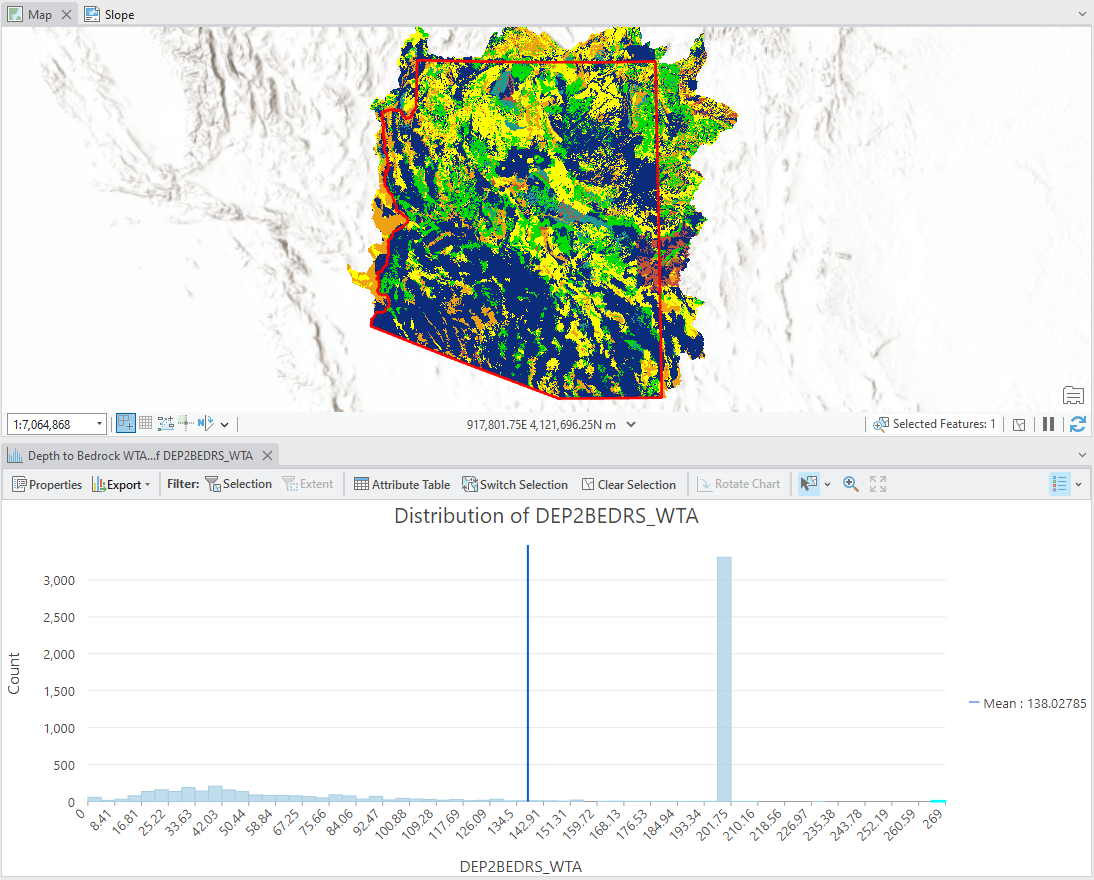 Map Slope
1:7,064,868 917,801.75E 4,121,696.25N m Selected Features: 1
Depth to Bedrock WTA...f DEP2BEDRS_WTA
Properties Export Filter: Selection Extent Attribute Table Switch Selection Clear Selection Rotate Chart
Distribution of DEP2BEDRS_WTA
3,000
2,500
2,000
1,500
1,000
500
0
Count
Mean : 138.02785
0 8.41 16.81 25.22 33.63 42.03 50.44 58.84 67.25 75.66 84.06 92.47 100.88 109.28 117.69 126.09 134.5 142.91 151.31 159.72 168.13 176.53 184.94 193.34 201.75 210.16 218.56 226.97 235.38 243.78 252.19 260.59 269
DEP2BEDRS_WTA